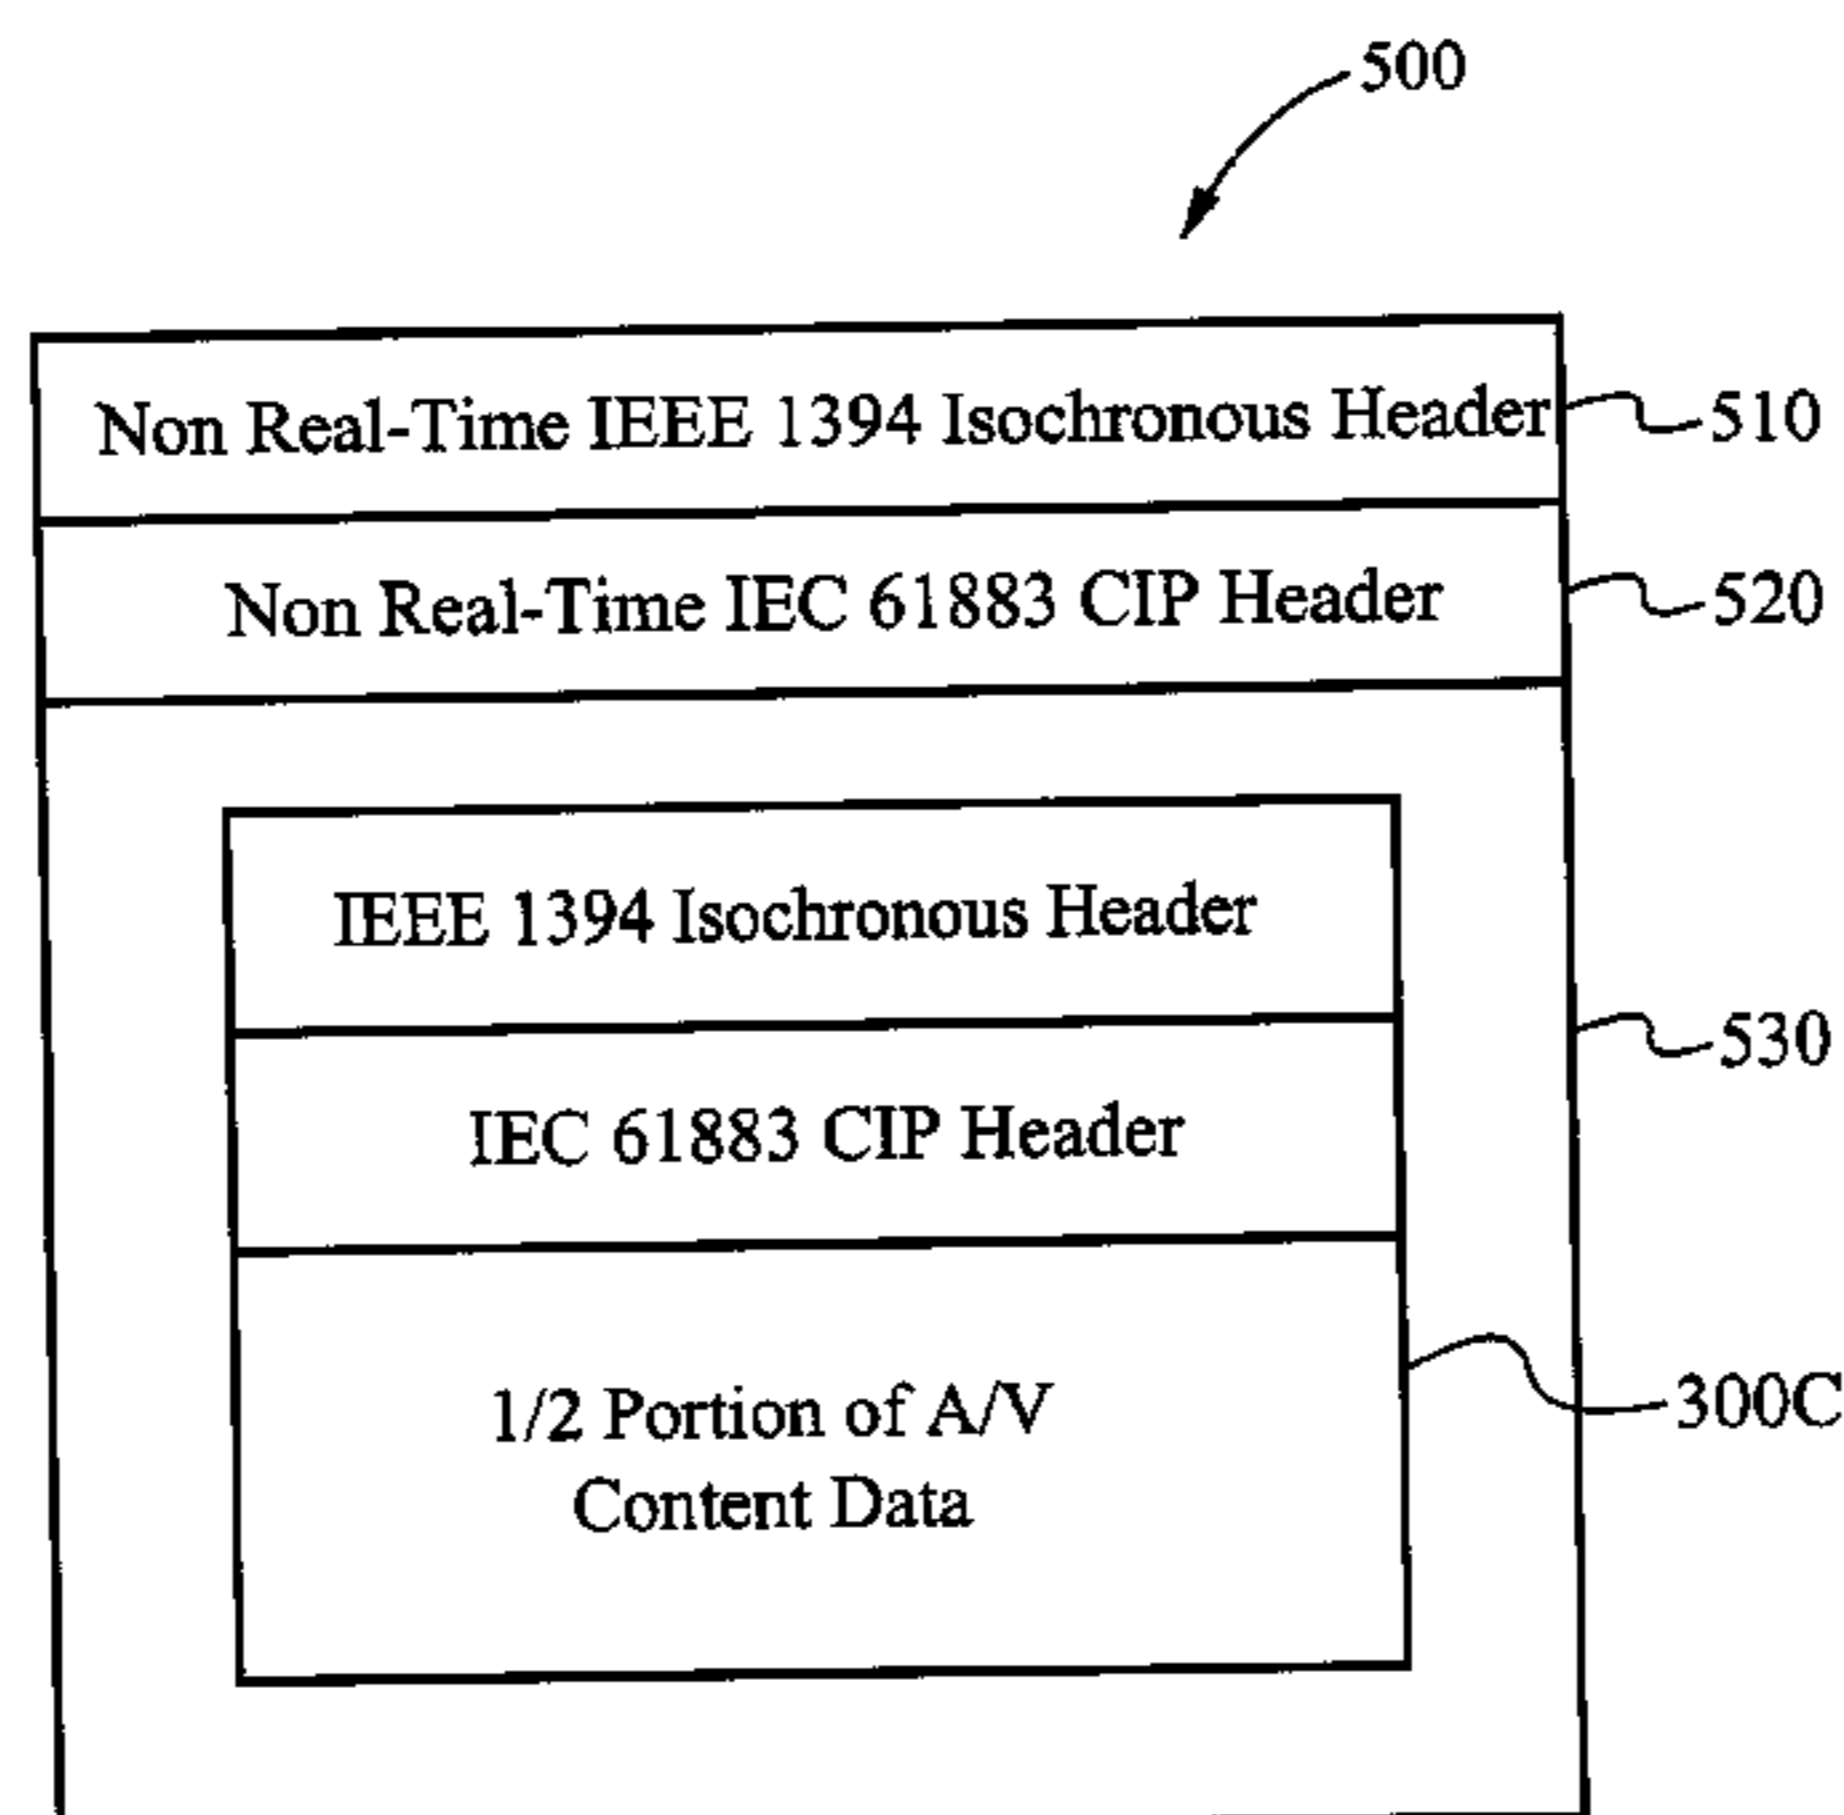 500
Non Real-Time IEEE 1394 Isochronous Header
510
Non Real-Time IEC 61883 CIP Header
520
IEEE 1394 Isochronous Header
530
IEC 61883 CIP Header
1/2 Portion of A/V
Content Data
300C